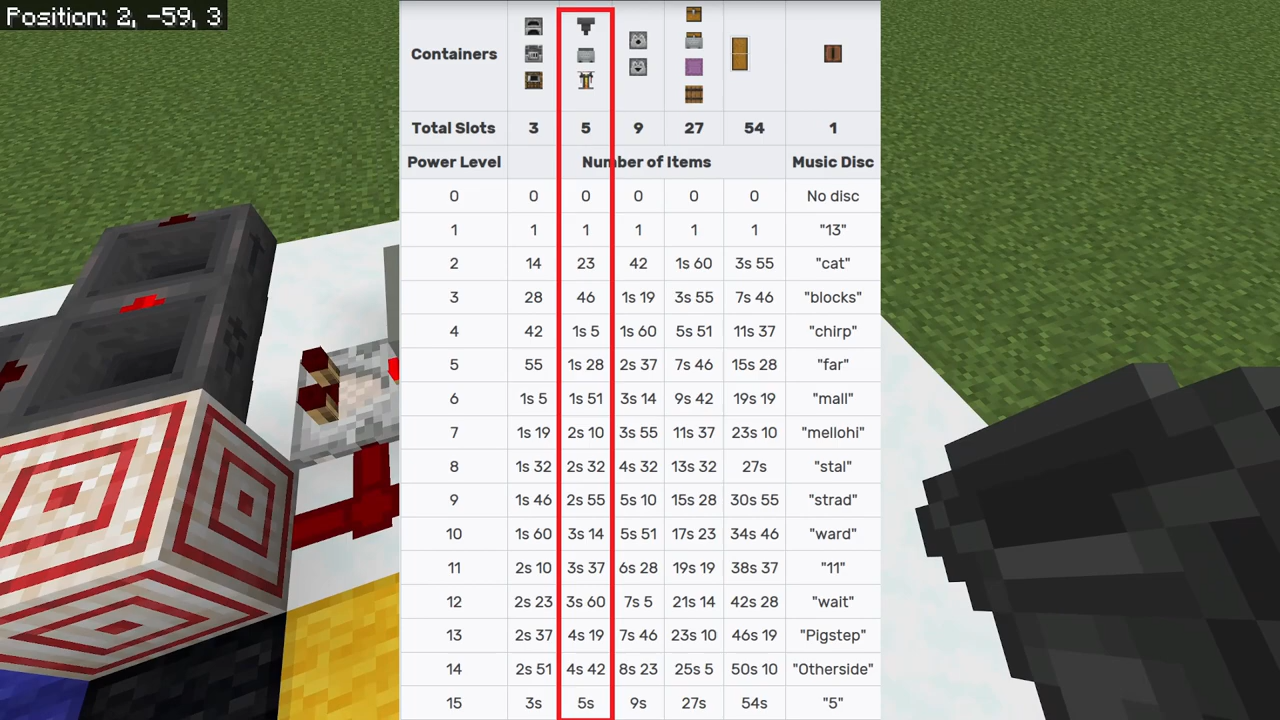 Position: 2, -59, 3
Containers
Total Slots 3 5 9 27 54 1
Power Level Number of Items Music Disc
0 0 0 0 0 0 No disc
1 1 1 1 1 1 "13"
2 14 23 42 1s 60 3s 55 "cat"
3 28 46 1s 19 3s 55 7s 46 "blocks"
4 42 1s 5 1s 60 5s 51 11s 37 "chirp"
5 55 1s 28 2s 37 7s 46 15s 28 "far"
6 1s 5 1s 51 3s 14 9s 42 19s 19 "mall"
7 1s 19 2s 10 3s 55 11s 37 23s 10 "mellohi"
8 1s 32 2s 32 4s 32 13s 32 27s "stal"
9 1s 46 2s 55 5s 10 15s 28 30s 55 "strad"
10 1s 60 3s 14 5s 51 17s 23 34s 46 "ward"
11 2s 10 3s 37 6s 28 19s 19 38s 37 "11"
12 2s 23 3s 60 7s 5 21s 14 42s 28 "wait"
13 2s 37 4s 19 7s 46 23s 10 46s 19 "Pigstep"
14 2s 51 4s 42 8s 23 25s 5 50s 10 "Otherside"
15 3s 5s 9s 27s 54s "5"